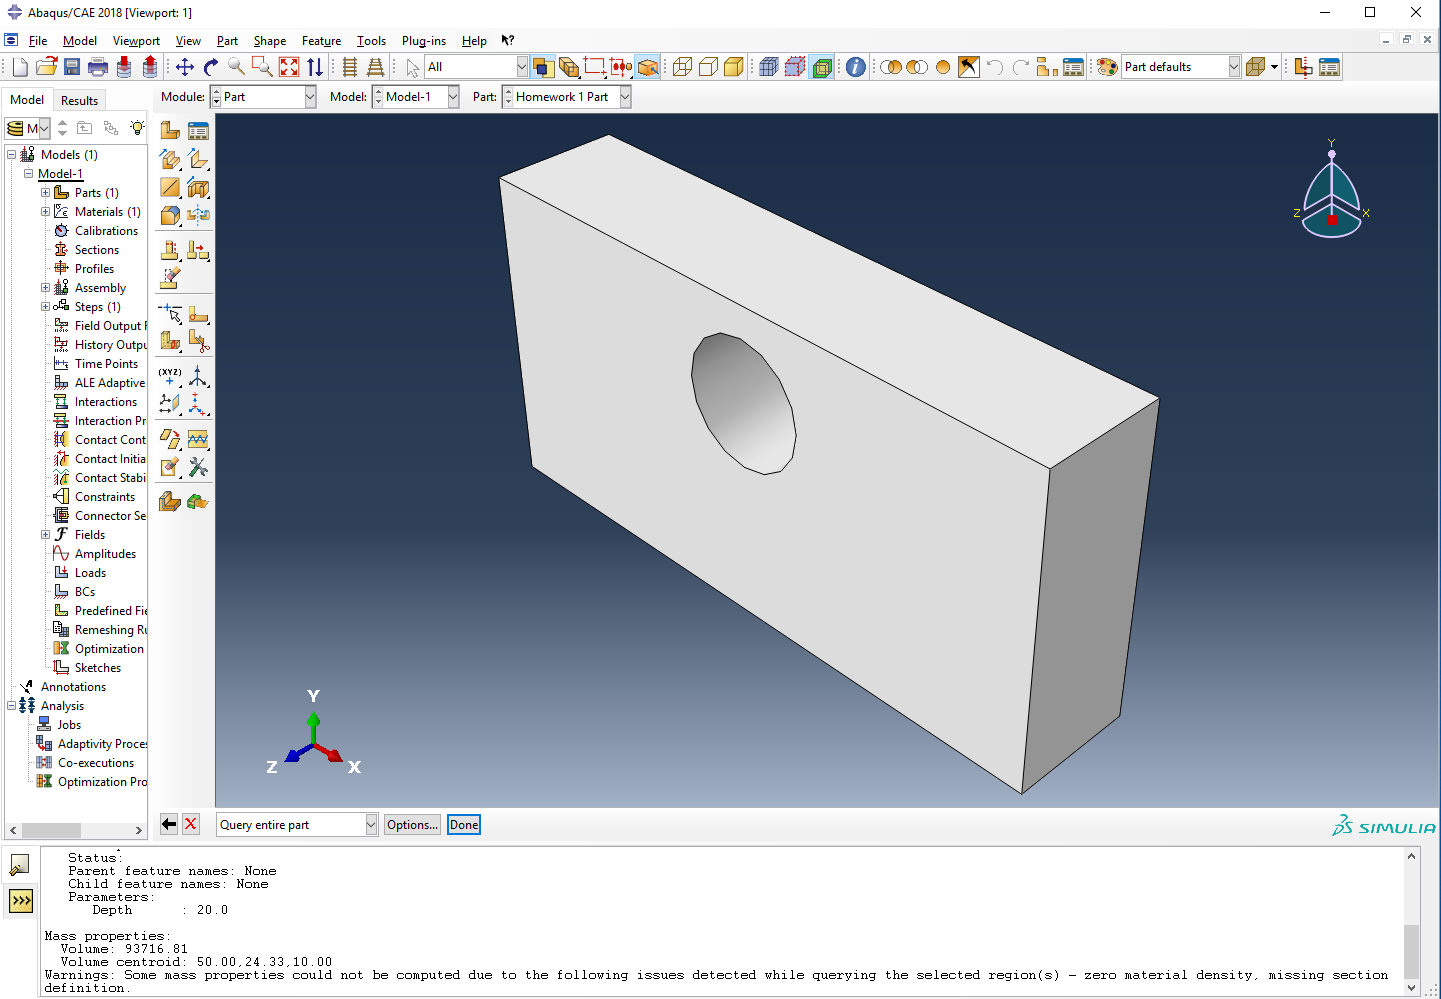 Abaqus/CAE 2018 [Viewport: 1]
File Model Viewport View Part Shape Feature Tools Plug-ins Help
All
Part defaults
Model Results
Module: Part Model: Model-1 Part: Homework 1 Part
M
Models (1)
Model-1
Parts (1)
Materials (1)
Calibrations
Sections
Profiles
Assembly
Steps (1)
Field Output
History Outpu
Time Points
ALE Adaptive
Interactions
Interaction Pr
Contact Cont
Contact Initia
Contact Stabi
Constraints
Connector Se
Fields
Amplitudes
Loads
BCs
Predefined Fie
Remeshing Ru
Optimization
Sketches
Annotations
Analysis
Jobs
Adaptivity Proce
Co-executions
Optimization Pro
(XYZ)
Y
Z X
Y
Z X
Query entire part Options... Done
SIMULIA
Status:
Parent feature names: None
Child feature names: None
Parameters:
Depth : 20.0
Mass properties:
Volume: 93716.81
Volume centroid: 50.00,24.33,10.00
Warnings: Some mass properties could not be computed due to the following issues detected while querying the selected region(s) - zero material density, missing section
definition.